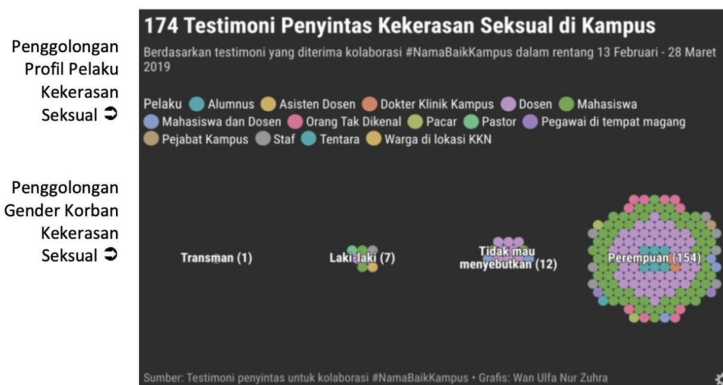 Penggolongan
Profil Pelaku
Kekerasan
Seksual ➲
Penggolongan
Gender Korban
Kekerasan
Seksual ➲
174 Testimoni Penyintas Kekerasan Seksual di Kampus
Berdasarkan testimoni yang diterima kolaborasi #NamaBaikKampus dalam rentang 13 Februari - 28 Maret
2019
Pelaku Alumnus Asisten Dosen Dokter Klinik Kampus Dosen Mahasiswa
Mahasiswa dan Dosen Orang Tak Dikenal Pacar Pastor Pegawai di tempat magang
Pejabat Kampus Staf Tentara Warga di lokasi KKN
Transman (1)
Laki-laki (7)
Tidak mau
menyebutkan (12)
Perempuan (154)
Sumber: Testimoni penyintas untuk kolaborasi #NamaBaikKampus • Grafis: Wan Ulfa Nur Zuhra